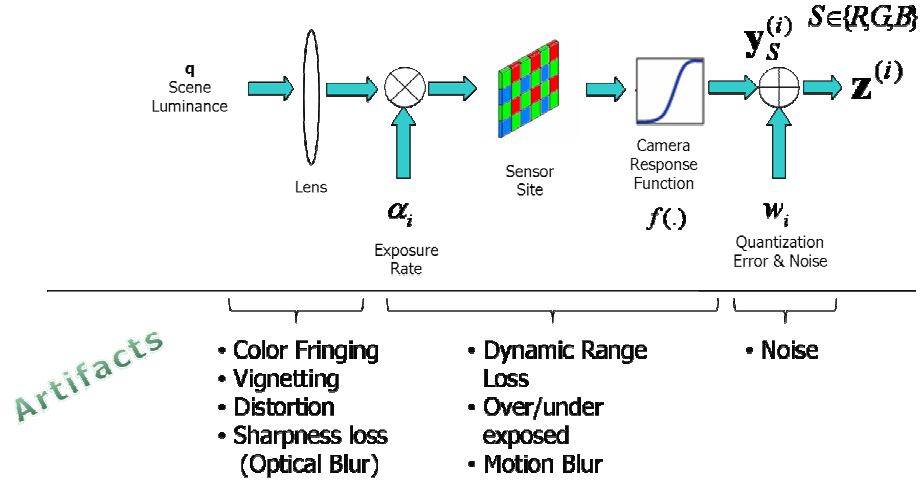 S∈{R,G,B}
y_S^(i)
q
Scene
Luminance
z^(i)
Lens
Sensor
Site
Camera
Response
Function
α_i
f(.)
w_i
Exposure
Rate
Quantization
Error & Noise
Artifacts
• Color Fringing
• Vignetting
• Distortion
• Sharpness loss
(Optical Blur)
• Dynamic Range
Loss
• Over/under
exposed
• Motion Blur
• Noise